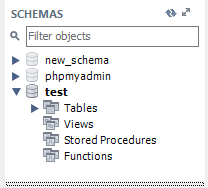 SCHEMAS
Filter objects
new_schema
phpmyadmin
test
Tables
Views
Stored Procedures
Functions